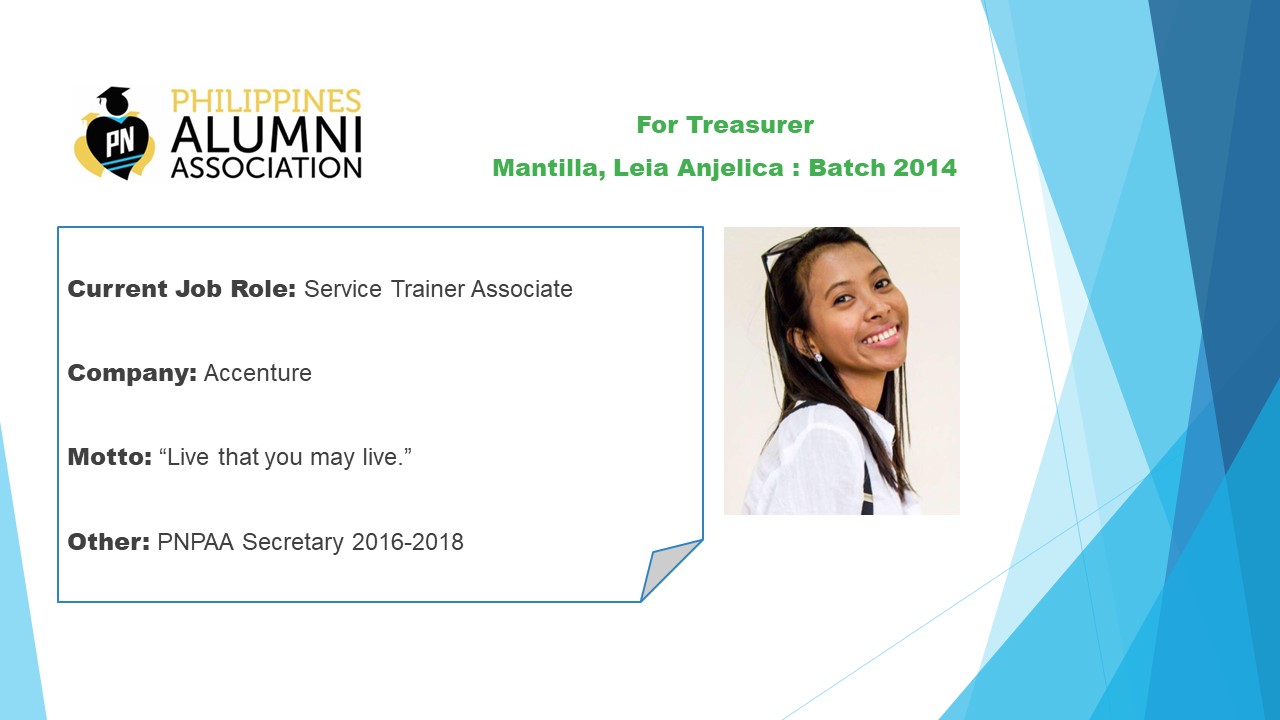 PHILIPPINES
ALUMNI
ASSOCIATION
PN
For Treasurer
Mantilla, Leia Anjelica : Batch 2014
Current Job Role: Service Trainer Associate
Company: Accenture
Motto: “Live that you may live.”
Other: PNPAA Secretary 2016-2018